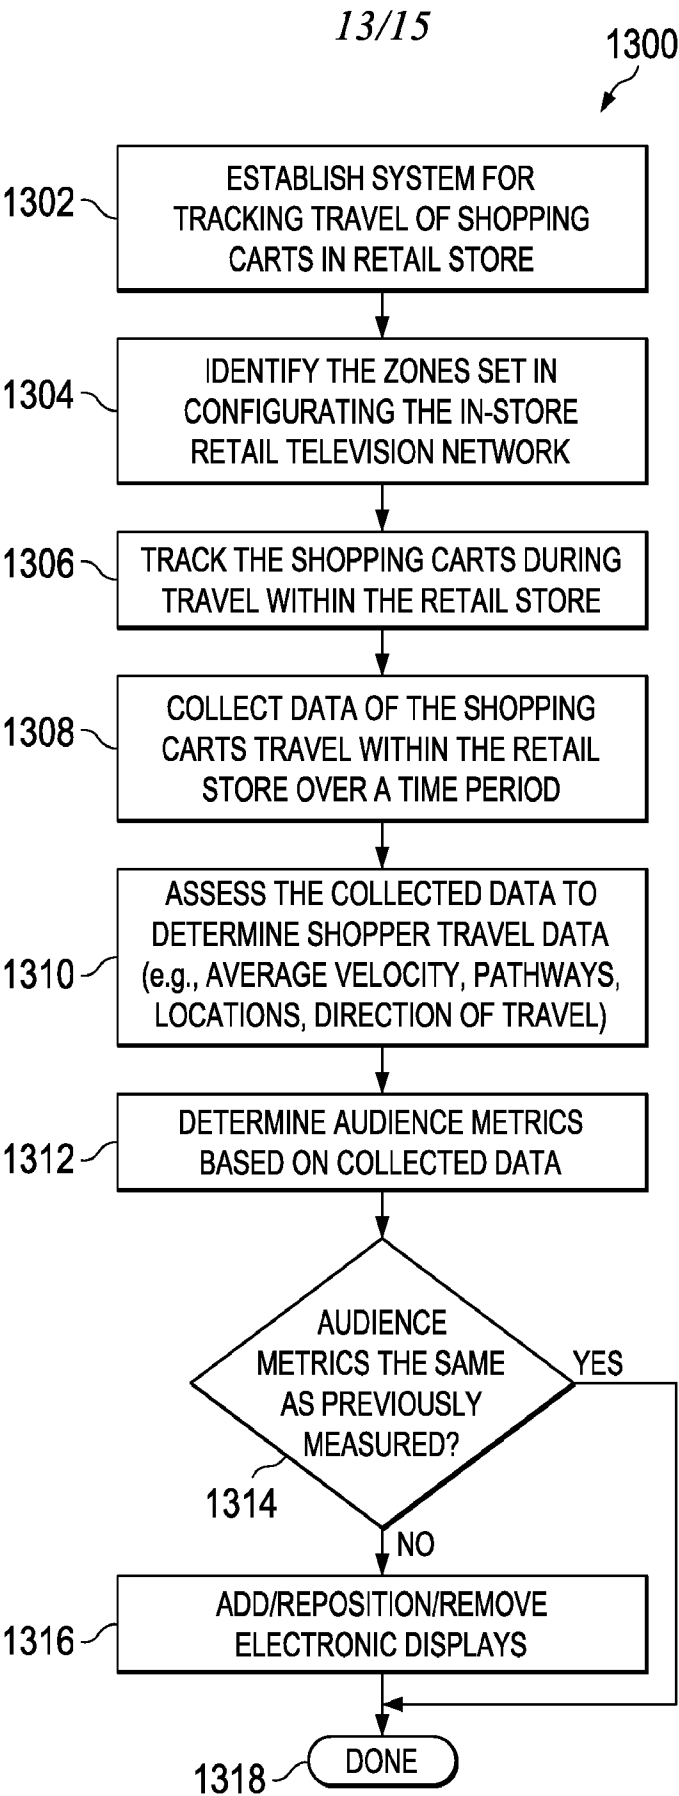 13/15
1300
1302
ESTABLISH SYSTEM FOR
TRACKING TRAVEL OF SHOPPING
CARTS IN RETAIL STORE
1304
IDENTIFY THE ZONES SET IN
CONFIGURATING THE IN-STORE
RETAIL TELEVISION NETWORK
1306
TRACK THE SHOPPING CARTS DURING
TRAVEL WITHIN THE RETAIL STORE
1308
COLLECT DATA OF THE SHOPPING
CARTS TRAVEL WITHIN THE RETAIL
STORE OVER A TIME PERIOD
1310
ASSESS THE COLLECTED DATA TO
DETERMINE SHOPPER TRAVEL DATA
(e.g., AVERAGE VELOCITY, PATHWAYS,
LOCATIONS, DIRECTION OF TRAVEL)
1312
DETERMINE AUDIENCE METRICS
BASED ON COLLECTED DATA
AUDIENCE
METRICS THE SAME
AS PREVIOUSLY
MEASURED?
YES
1314
NO
1316
ADD/REPOSITION/REMOVE
ELECTRONIC DISPLAYS
1318
DONE